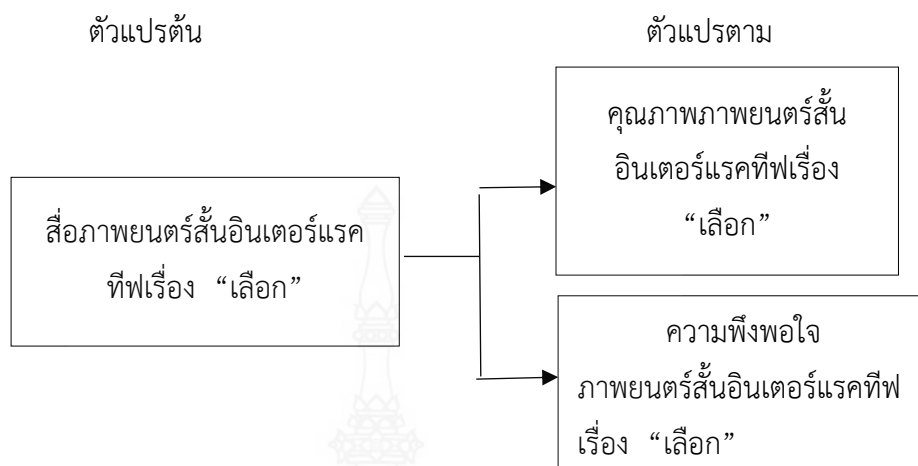 ตัวแปรต้น
ตัวแปรตาม
สื่อภาพยนตร์สั้นอินเตอร์แรค
ทีฟเรื่อง “เลือก”
คุณภาพภาพยนตร์สั้น
อินเตอร์แรคทีฟเรื่อง
“เลือก”
ความพึงพอใจ
ภาพยนตร์สั้นอินเตอร์แรคทีฟ
เรื่อง “เลือก”